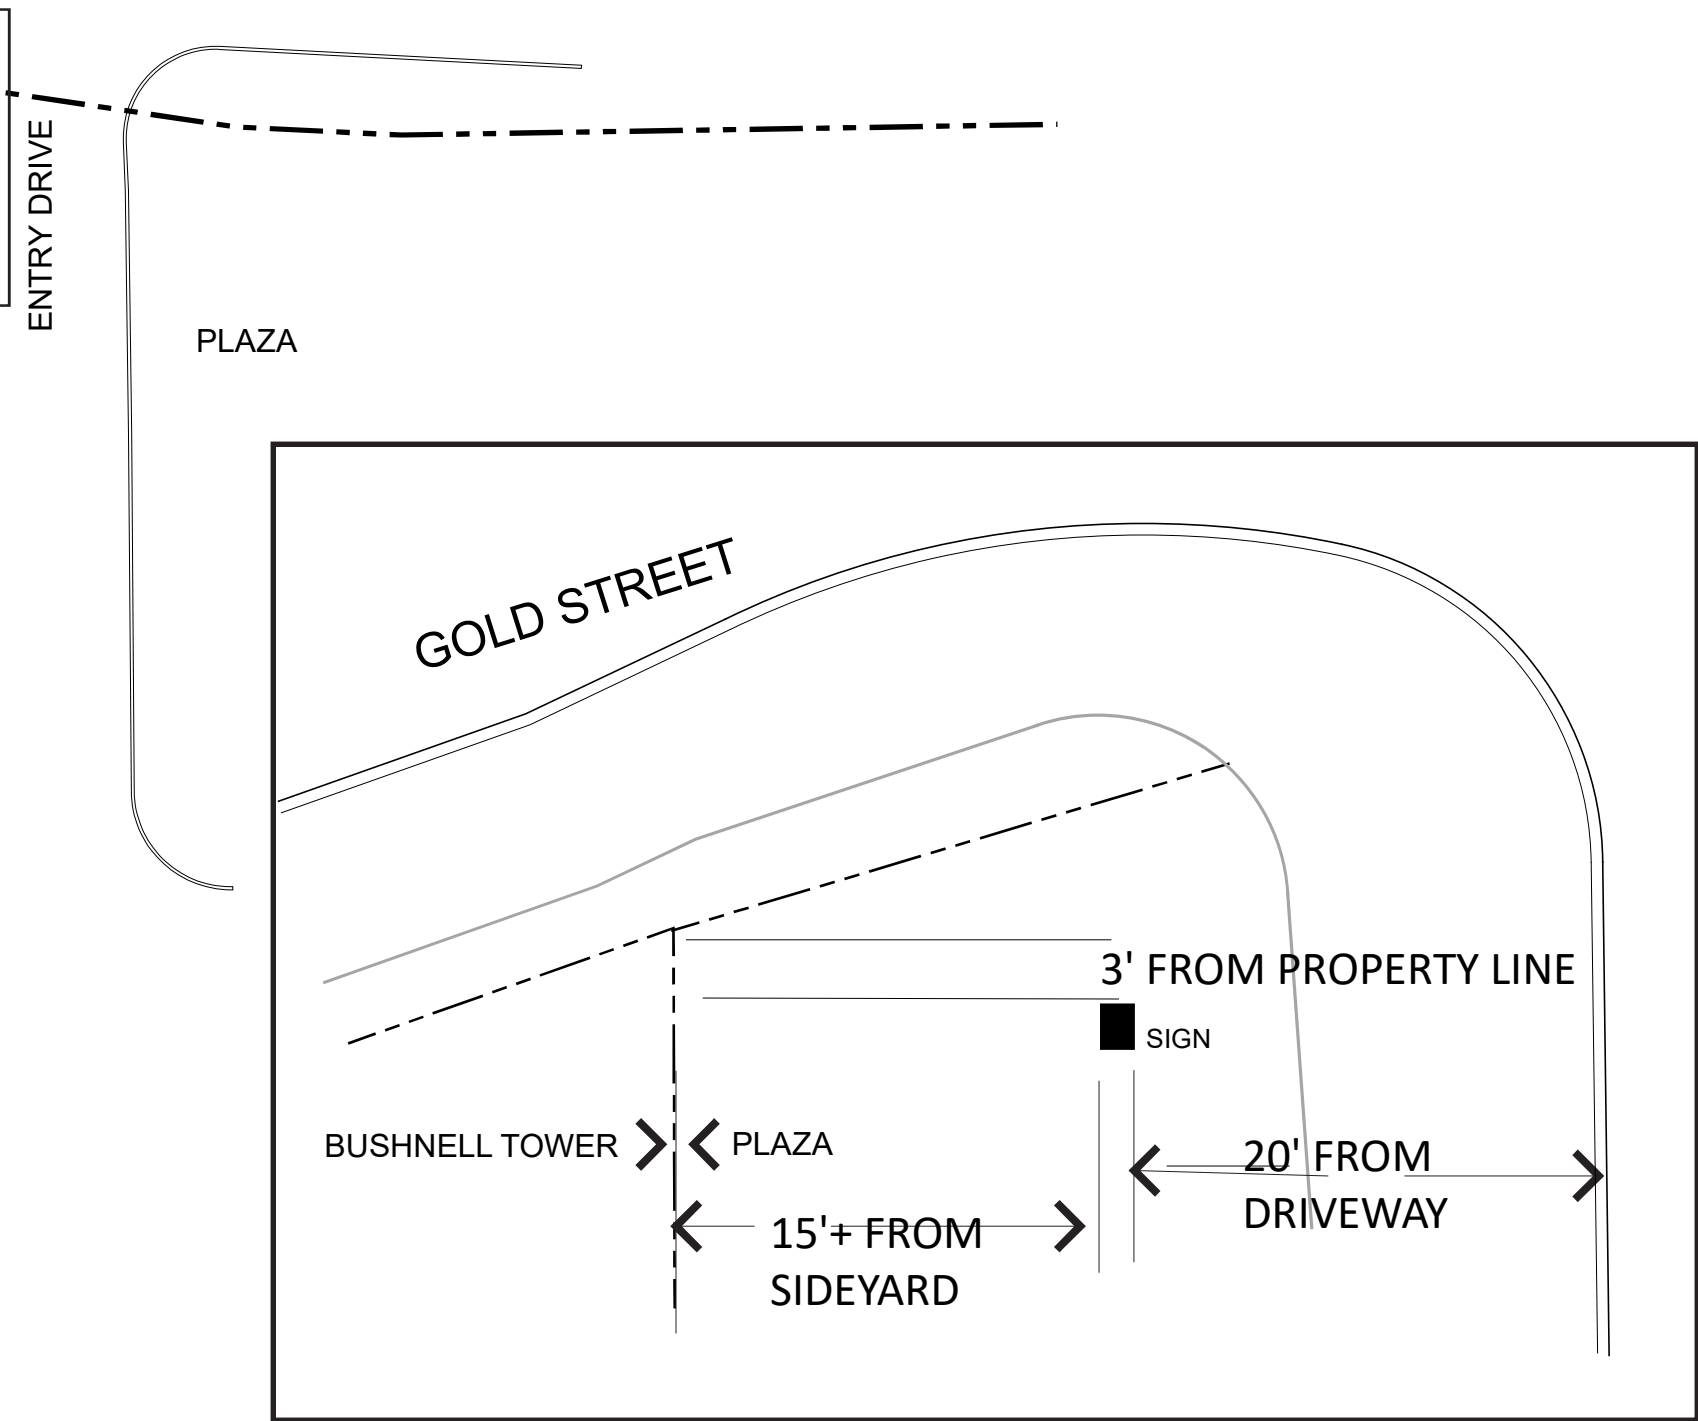 ENTRY DRIVE
PLAZA
GOLD STREET
3' FROM PROPERTY LINE
SIGN
BUSHNELL TOWER
PLAZA
20' FROM
DRIVEWAY
15'+ FROM
SIDEYARD